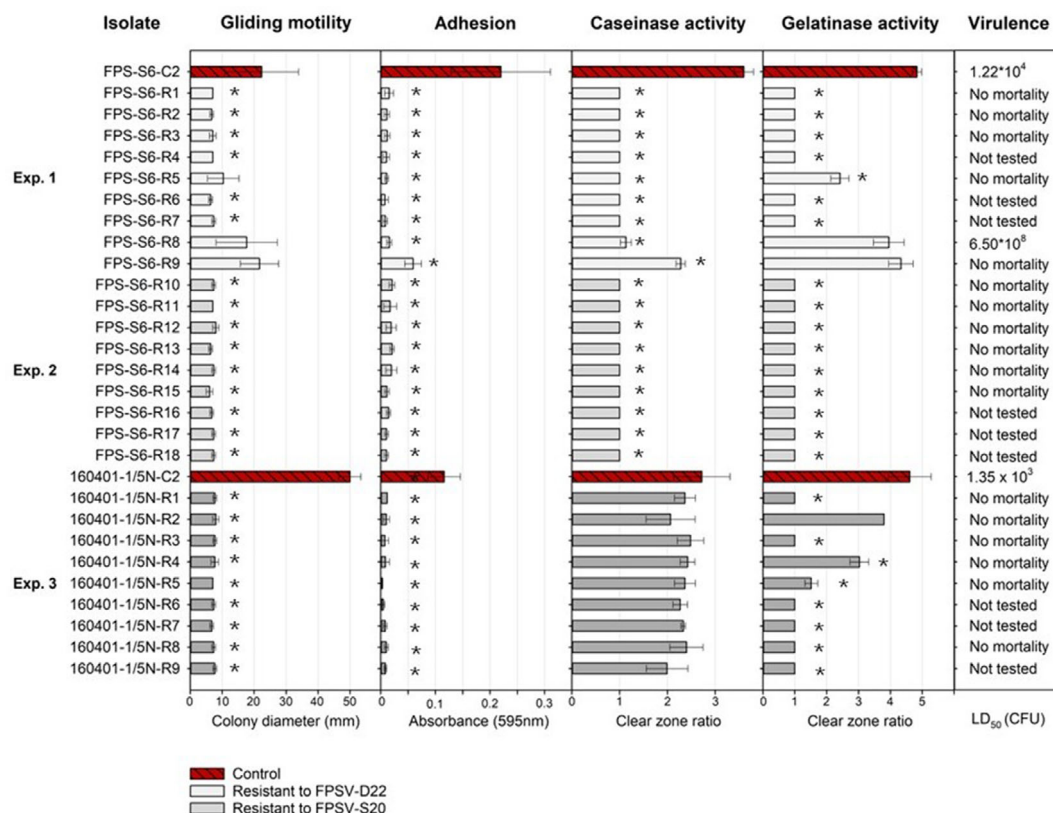 Isolate Gliding motility Adhesion Caseinase activity Gelatinase activity Virulence
FPS-S6-C2 1.22*10⁴
FPS-S6-R1 * * * * No mortality
FPS-S6-R2 * * * * No mortality
FPS-S6-R3 * * * * No mortality
FPS-S6-R4 * * * * Not tested
Exp. 1 FPS-S6-R5 * * * No mortality
FPS-S6-R6 * * * * Not tested
FPS-S6-R7 * * * * Not tested
FPS-S6-R8 * * 6.50*10⁸
FPS-S6-R9 * * No mortality
FPS-S6-R10 * * * * No mortality
FPS-S6-R11 * * * * No mortality
FPS-S6-R12 * * * * No mortality
FPS-S6-R13 * * * * No mortality
Exp. 2 FPS-S6-R14 * * * * No mortality
FPS-S6-R15 * * * * No mortality
FPS-S6-R16 * * * * Not tested
FPS-S6-R17 * * * * Not tested
FPS-S6-R18 * * * * Not tested
160401-1/5N-C2 * 1.35 x 10³
160401-1/5N-R1 * * * No mortality
160401-1/5N-R2 * * No mortality
160401-1/5N-R3 * * * No mortality
160401-1/5N-R4 * * * No mortality
Exp. 3 160401-1/5N-R5 * * * No mortality
160401-1/5N-R6 * * * Not tested
160401-1/5N-R7 * * * Not tested
160401-1/5N-R8 * * * No mortality
160401-1/5N-R9 * * * Not tested
0 10 20 30 40 50 0 0.1 0.2 0.3 0 1 2 3 0 2 4
Colony diameter (mm) Absorbance (595nm) Clear zone ratio Clear zone ratio LD₅₀ (CFU)
Control
Resistant to FPSV-D22
Resistant to FPSV-S20